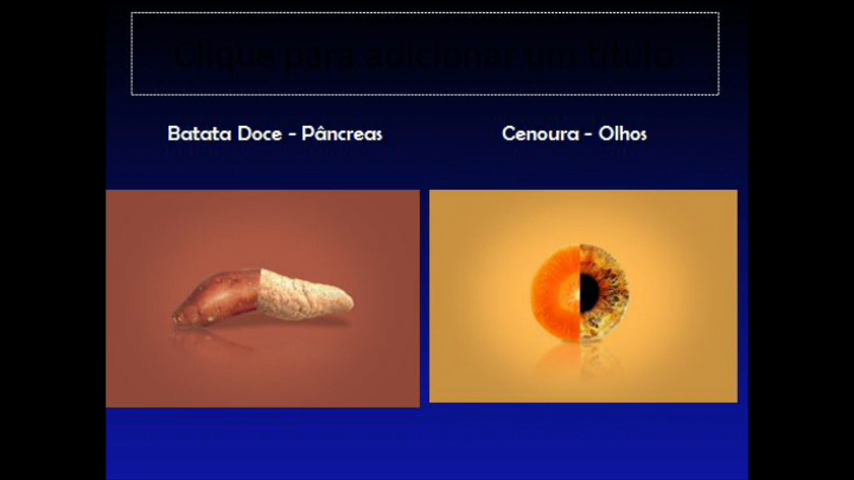 Clique para adicionar um título
Batata Doce - Pâncreas
Cenoura - Olhos